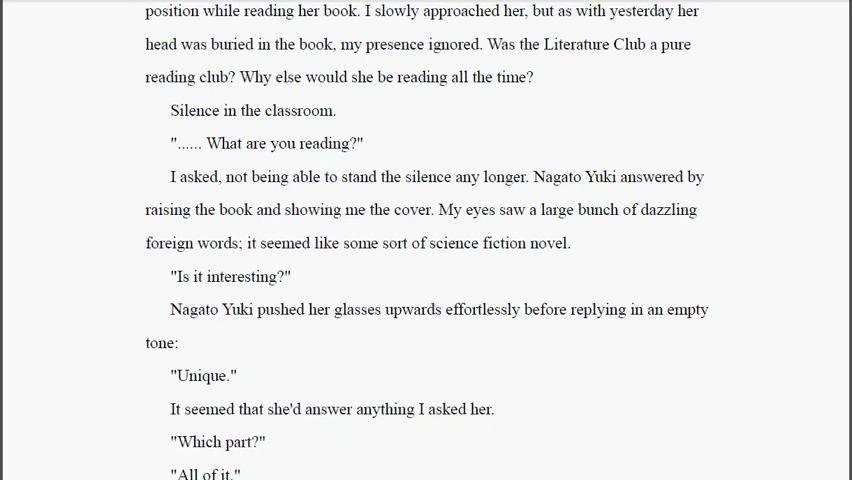 position while reading her book. I slowly approached her, but as with yesterday her
head was buried in the book, my presence ignored. Was the Literature Club a pure
reading club? Why else would she be reading all the time?
Silence in the classroom.
"...... What are you reading?"
I asked, not being able to stand the silence any longer. Nagato Yuki answered by
raising the book and showing me the cover. My eyes saw a large bunch of dazzling
foreign words; it seemed like some sort of science fiction novel.
"Is it interesting?"
Nagato Yuki pushed her glasses upwards effortlessly before replying in an empty
tone:
"Unique."
It seemed that she'd answer anything I asked her.
"Which part?"
"All of it."